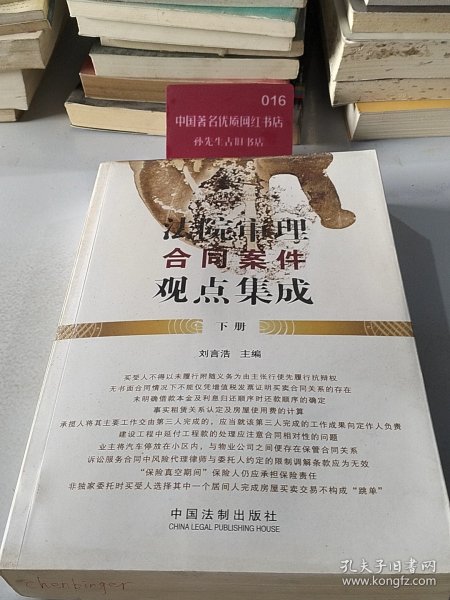 016
中国著名优质网红书店
孙先生古旧书店
法院审理
合同案件
观点集成
下册
刘言浩 主编
买受人不得以未履行附随义务为由主张行使先履行抗辩权
无书面合同情况下不能仅凭增值税发票证明买卖合同关系的存在
未明确借款本金及利息归还顺序时还款顺序的确定
事实租赁关系认定及房屋使用费的计算
承揽人将其主要工作交由第三人完成的，应当就该第三人完成的工作成果向定作人负责
建设工程中延付工程款的处理应注意合同相对性的问题
业主将汽车停放在小区内，与物业公司之间便存在保管合同关系
诉讼服务合同中风险代理律师与委托人约定的限制调解条款应为无效
“保险真空期间”保险人仍应承担保险责任
非独家委托时买受人选择其中一个居间人完成房屋买卖交易不构成“跳单”
中国法制出版社
CHINA LEGAL PUBLISHING HOUSE
chenbinger
孔夫子旧书网
www.kongfz.com